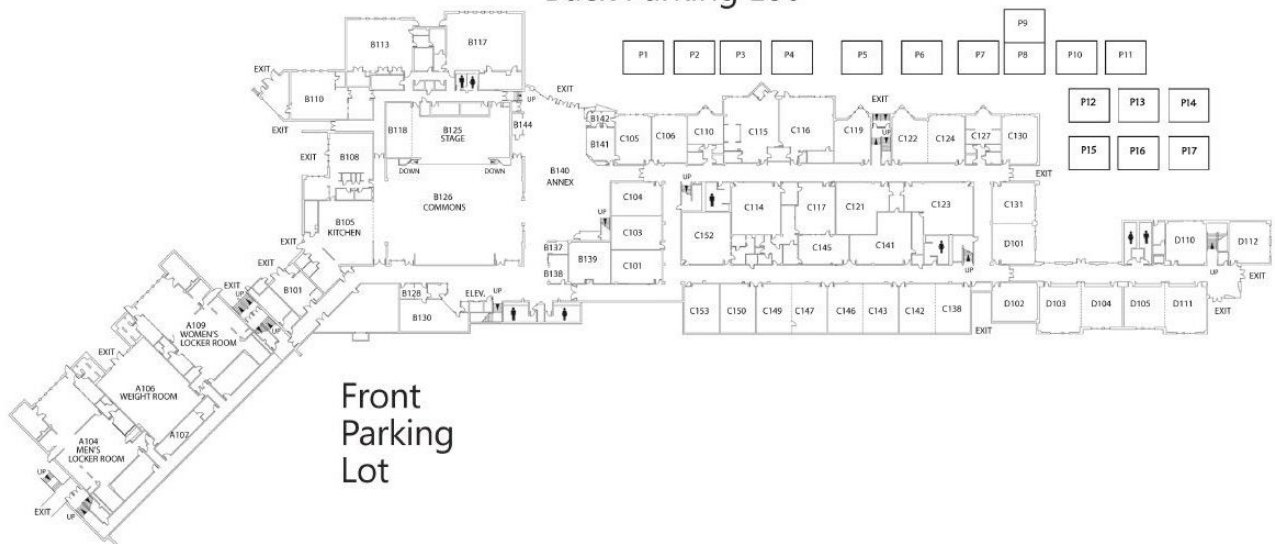 P9
P1
P2
P3
P4
P5
P6
P7
P8
P10
P11
B113
B117
EXIT
B110
UP
EXIT
P12
P13
P14
EXIT
B118
B125
STAGE
B144
B142
B141
C105
C106
C110
C115
C116
C119
UP
C122
C124
C127
C130
P15
P16
P17
EXIT
EXIT
B108
DOWN
DOWN
B140
ANNEX
EXIT
UP
B126
COMMONS
C104
C114
C117
C121
C123
C131
B105
KITCHEN
UP
C103
C152
C145
C141
D101
EXIT
B137
B138
B139
C101
UP
D110
D112
UP
EXIT
EXIT
EXIT
UP
B101
UP
B128
B130
ELEV.
UP
C153
C150
C149
C147
C146
C143
C142
C138
EXIT
D102
D103
D104
D105
D111
EXIT
A109
WOMEN'S
LOCKER ROOM
EXIT
A106
WEIGHT ROOM
Front
Parking
Lot
A107
A104
MEN'S
LOCKER ROOM
UP
EXIT
UP